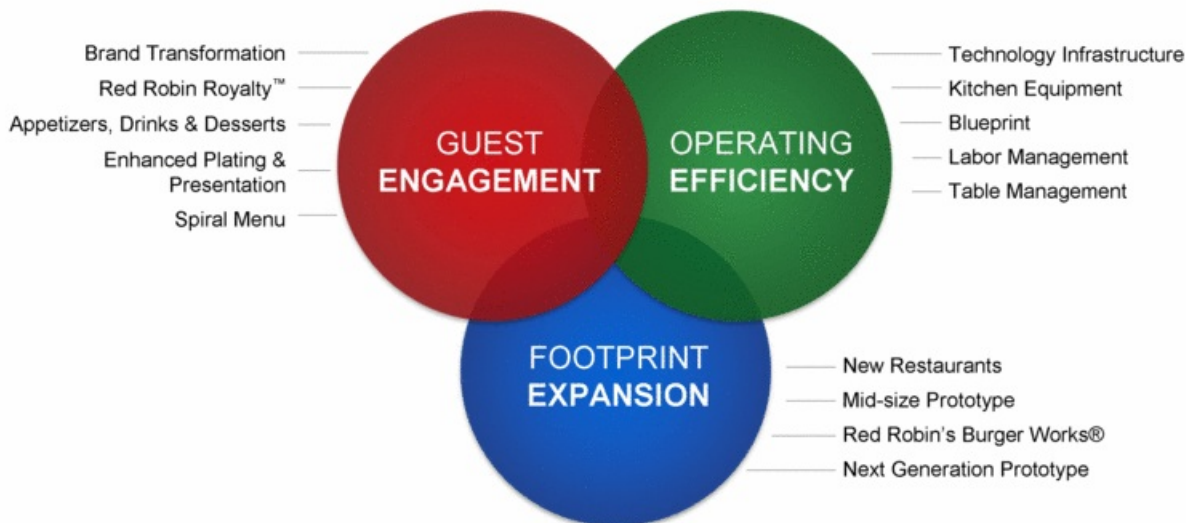 Brand Transformation
Red Robin Royalty™
Appetizers, Drinks & Desserts
Enhanced Plating &
Presentation
Spiral Menu
GUEST
ENGAGEMENT
OPERATING
EFFICIENCY
Technology Infrastructure
Kitchen Equipment
Blueprint
Labor Management
Table Management
FOOTPRINT
EXPANSION
New Restaurants
Mid-size Prototype
Red Robin's Burger Works®
Next Generation Prototype